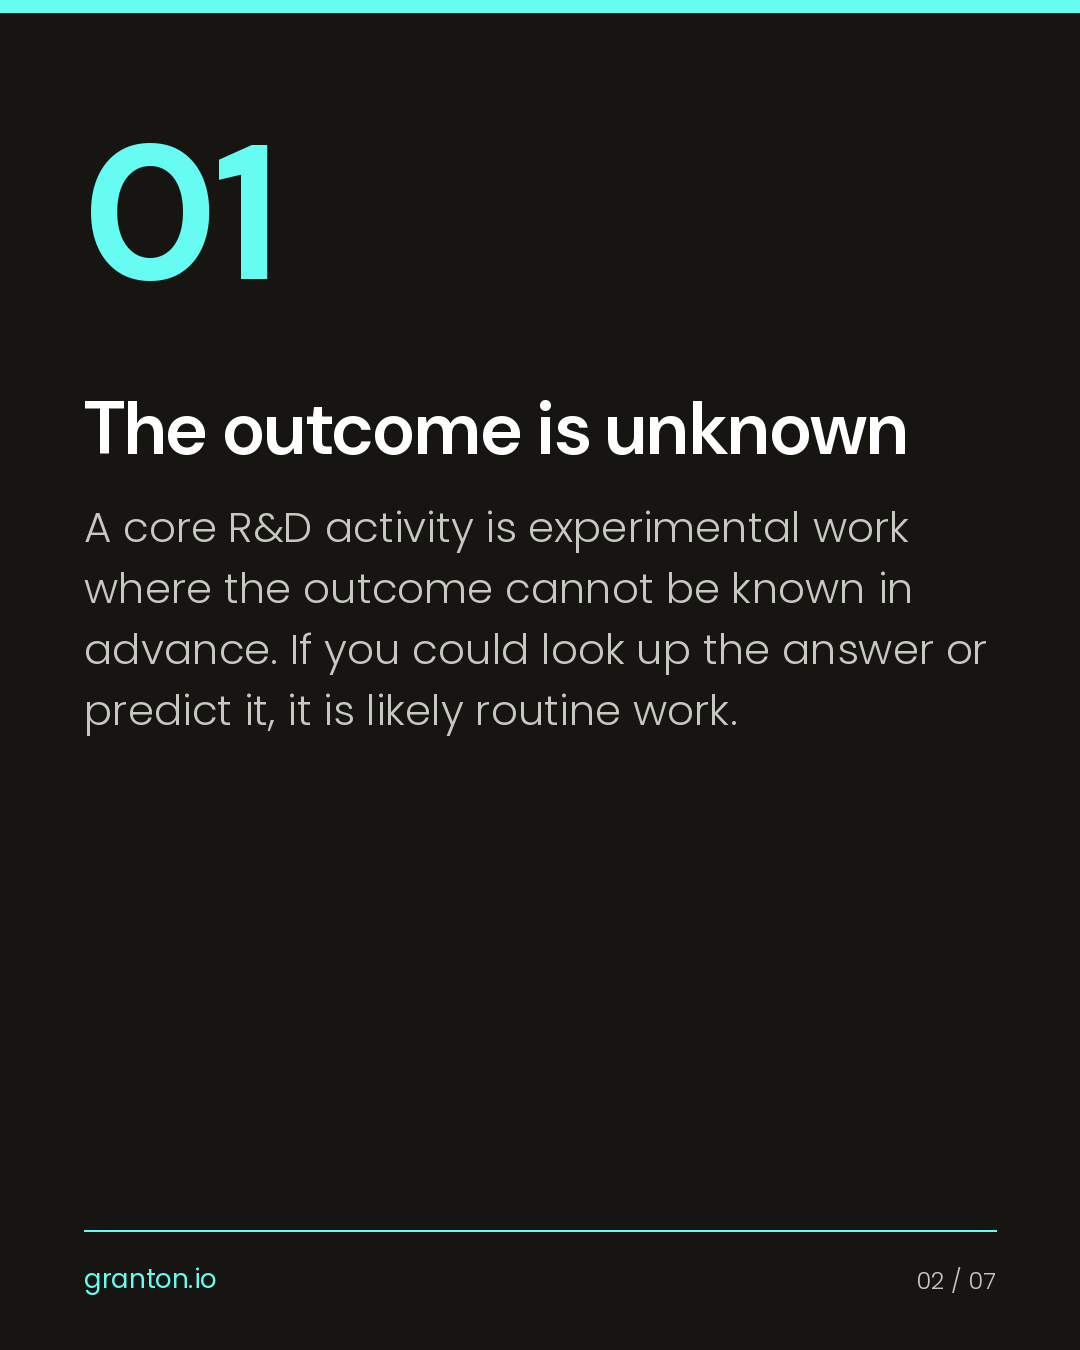 01
The outcome is unknown
A core R&D activity is experimental work
where the outcome cannot be known in
advance. If you could look up the answer or
predict it, it is likely routine work.
granton.io
02 / 07